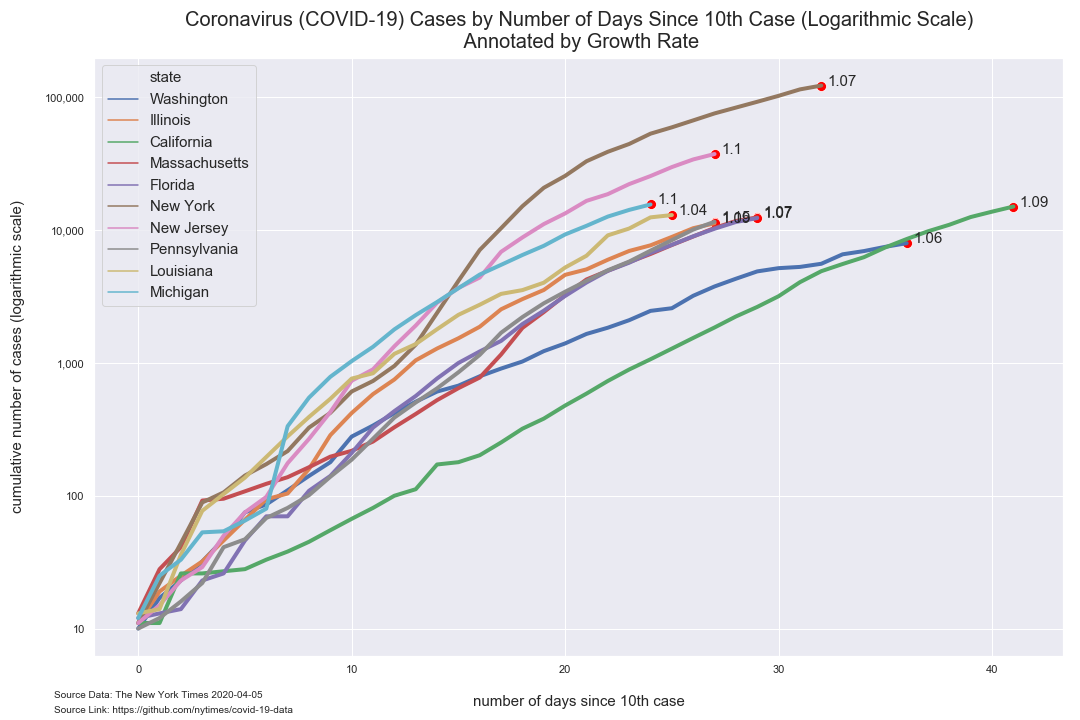 Coronavirus (COVID-19) Cases by Number of Days Since 10th Case (Logarithmic Scale)
Annotated by Growth Rate
cumulative number of cases (logarithmic scale)
100,000
10,000
1,000
100
10
state
Washington
Illinois
California
Massachusetts
Florida
New York
New Jersey
Pennsylvania
Louisiana
Michigan
1.07
1.1
1.1
1.04
1.07
1.09
1.06
0
10
20
30
40
number of days since 10th case
Source Data: The New York Times 2020-04-05
Source Link: https://github.com/nytimes/covid-19-data